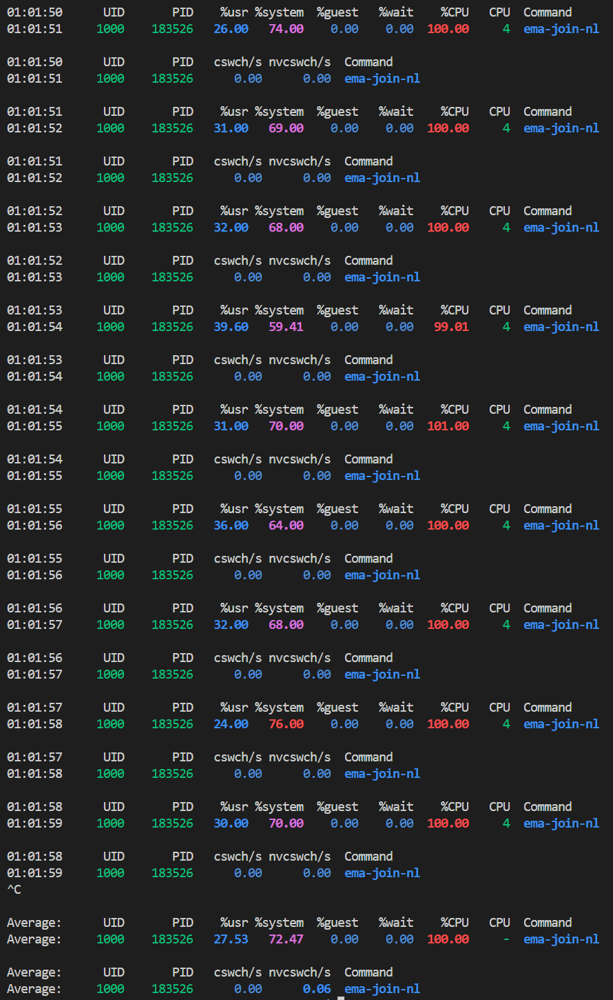 01:01:50      UID       PID    %usr %system  %guest   %wait    %CPU   CPU  Command
01:01:51     1000    183526   26.00   74.00    0.00    0.00  100.00     4  ema-join-nl
01:01:50      UID       PID   cswch/s nvcswch/s  Command
01:01:51     1000    183526      0.00      0.00  ema-join-nl
01:01:51      UID       PID    %usr %system  %guest   %wait    %CPU   CPU  Command
01:01:52     1000    183526   31.00   69.00    0.00    0.00  100.00     4  ema-join-nl
01:01:51      UID       PID   cswch/s nvcswch/s  Command
01:01:52     1000    183526      0.00      0.00  ema-join-nl
01:01:52      UID       PID    %usr %system  %guest   %wait    %CPU   CPU  Command
01:01:53     1000    183526   32.00   68.00    0.00    0.00  100.00     4  ema-join-nl
01:01:52      UID       PID   cswch/s nvcswch/s  Command
01:01:53     1000    183526      0.00      0.00  ema-join-nl
01:01:53      UID       PID    %usr %system  %guest   %wait    %CPU   CPU  Command
01:01:54     1000    183526   39.60   59.41    0.00    0.00   99.01     4  ema-join-nl
01:01:53      UID       PID   cswch/s nvcswch/s  Command
01:01:54     1000    183526      0.00      0.00  ema-join-nl
01:01:54      UID       PID    %usr %system  %guest   %wait    %CPU   CPU  Command
01:01:55     1000    183526   31.00   70.00    0.00    0.00  101.00     4  ema-join-nl
01:01:54      UID       PID   cswch/s nvcswch/s  Command
01:01:55     1000    183526      0.00      0.00  ema-join-nl
01:01:55      UID       PID    %usr %system  %guest   %wait    %CPU   CPU  Command
01:01:56     1000    183526   36.00   64.00    0.00    0.00  100.00     4  ema-join-nl
01:01:55      UID       PID   cswch/s nvcswch/s  Command
01:01:56     1000    183526      0.00      0.00  ema-join-nl
01:01:56      UID       PID    %usr %system  %guest   %wait    %CPU   CPU  Command
01:01:57     1000    183526   32.00   68.00    0.00    0.00  100.00     4  ema-join-nl
01:01:56      UID       PID   cswch/s nvcswch/s  Command
01:01:57     1000    183526      0.00      0.00  ema-join-nl
01:01:57      UID       PID    %usr %system  %guest   %wait    %CPU   CPU  Command
01:01:58     1000    183526   24.00   76.00    0.00    0.00  100.00     4  ema-join-nl
01:01:57      UID       PID   cswch/s nvcswch/s  Command
01:01:58     1000    183526      0.00      0.00  ema-join-nl
01:01:58      UID       PID    %usr %system  %guest   %wait    %CPU   CPU  Command
01:01:59     1000    183526   30.00   70.00    0.00    0.00  100.00     4  ema-join-nl
01:01:58      UID       PID   cswch/s nvcswch/s  Command
01:01:59     1000    183526      0.00      0.00  ema-join-nl
^C
Average:      UID       PID    %usr %system  %guest   %wait    %CPU   CPU  Command
Average:     1000    183526   27.53   72.47    0.00    0.00  100.00     -  ema-join-nl
Average:      UID       PID   cswch/s nvcswch/s  Command
Average:     1000    183526      0.00      0.06  ema-join-nl